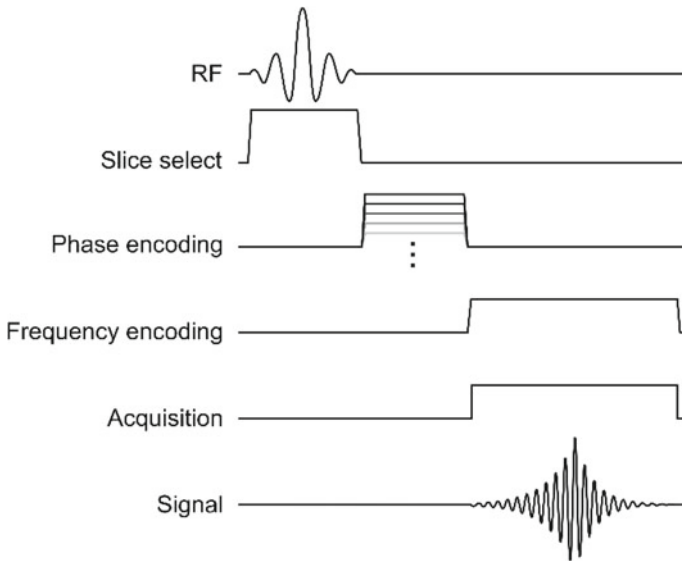 RF
Slice select
Phase encoding
Frequency encoding
Acquisition
Signal